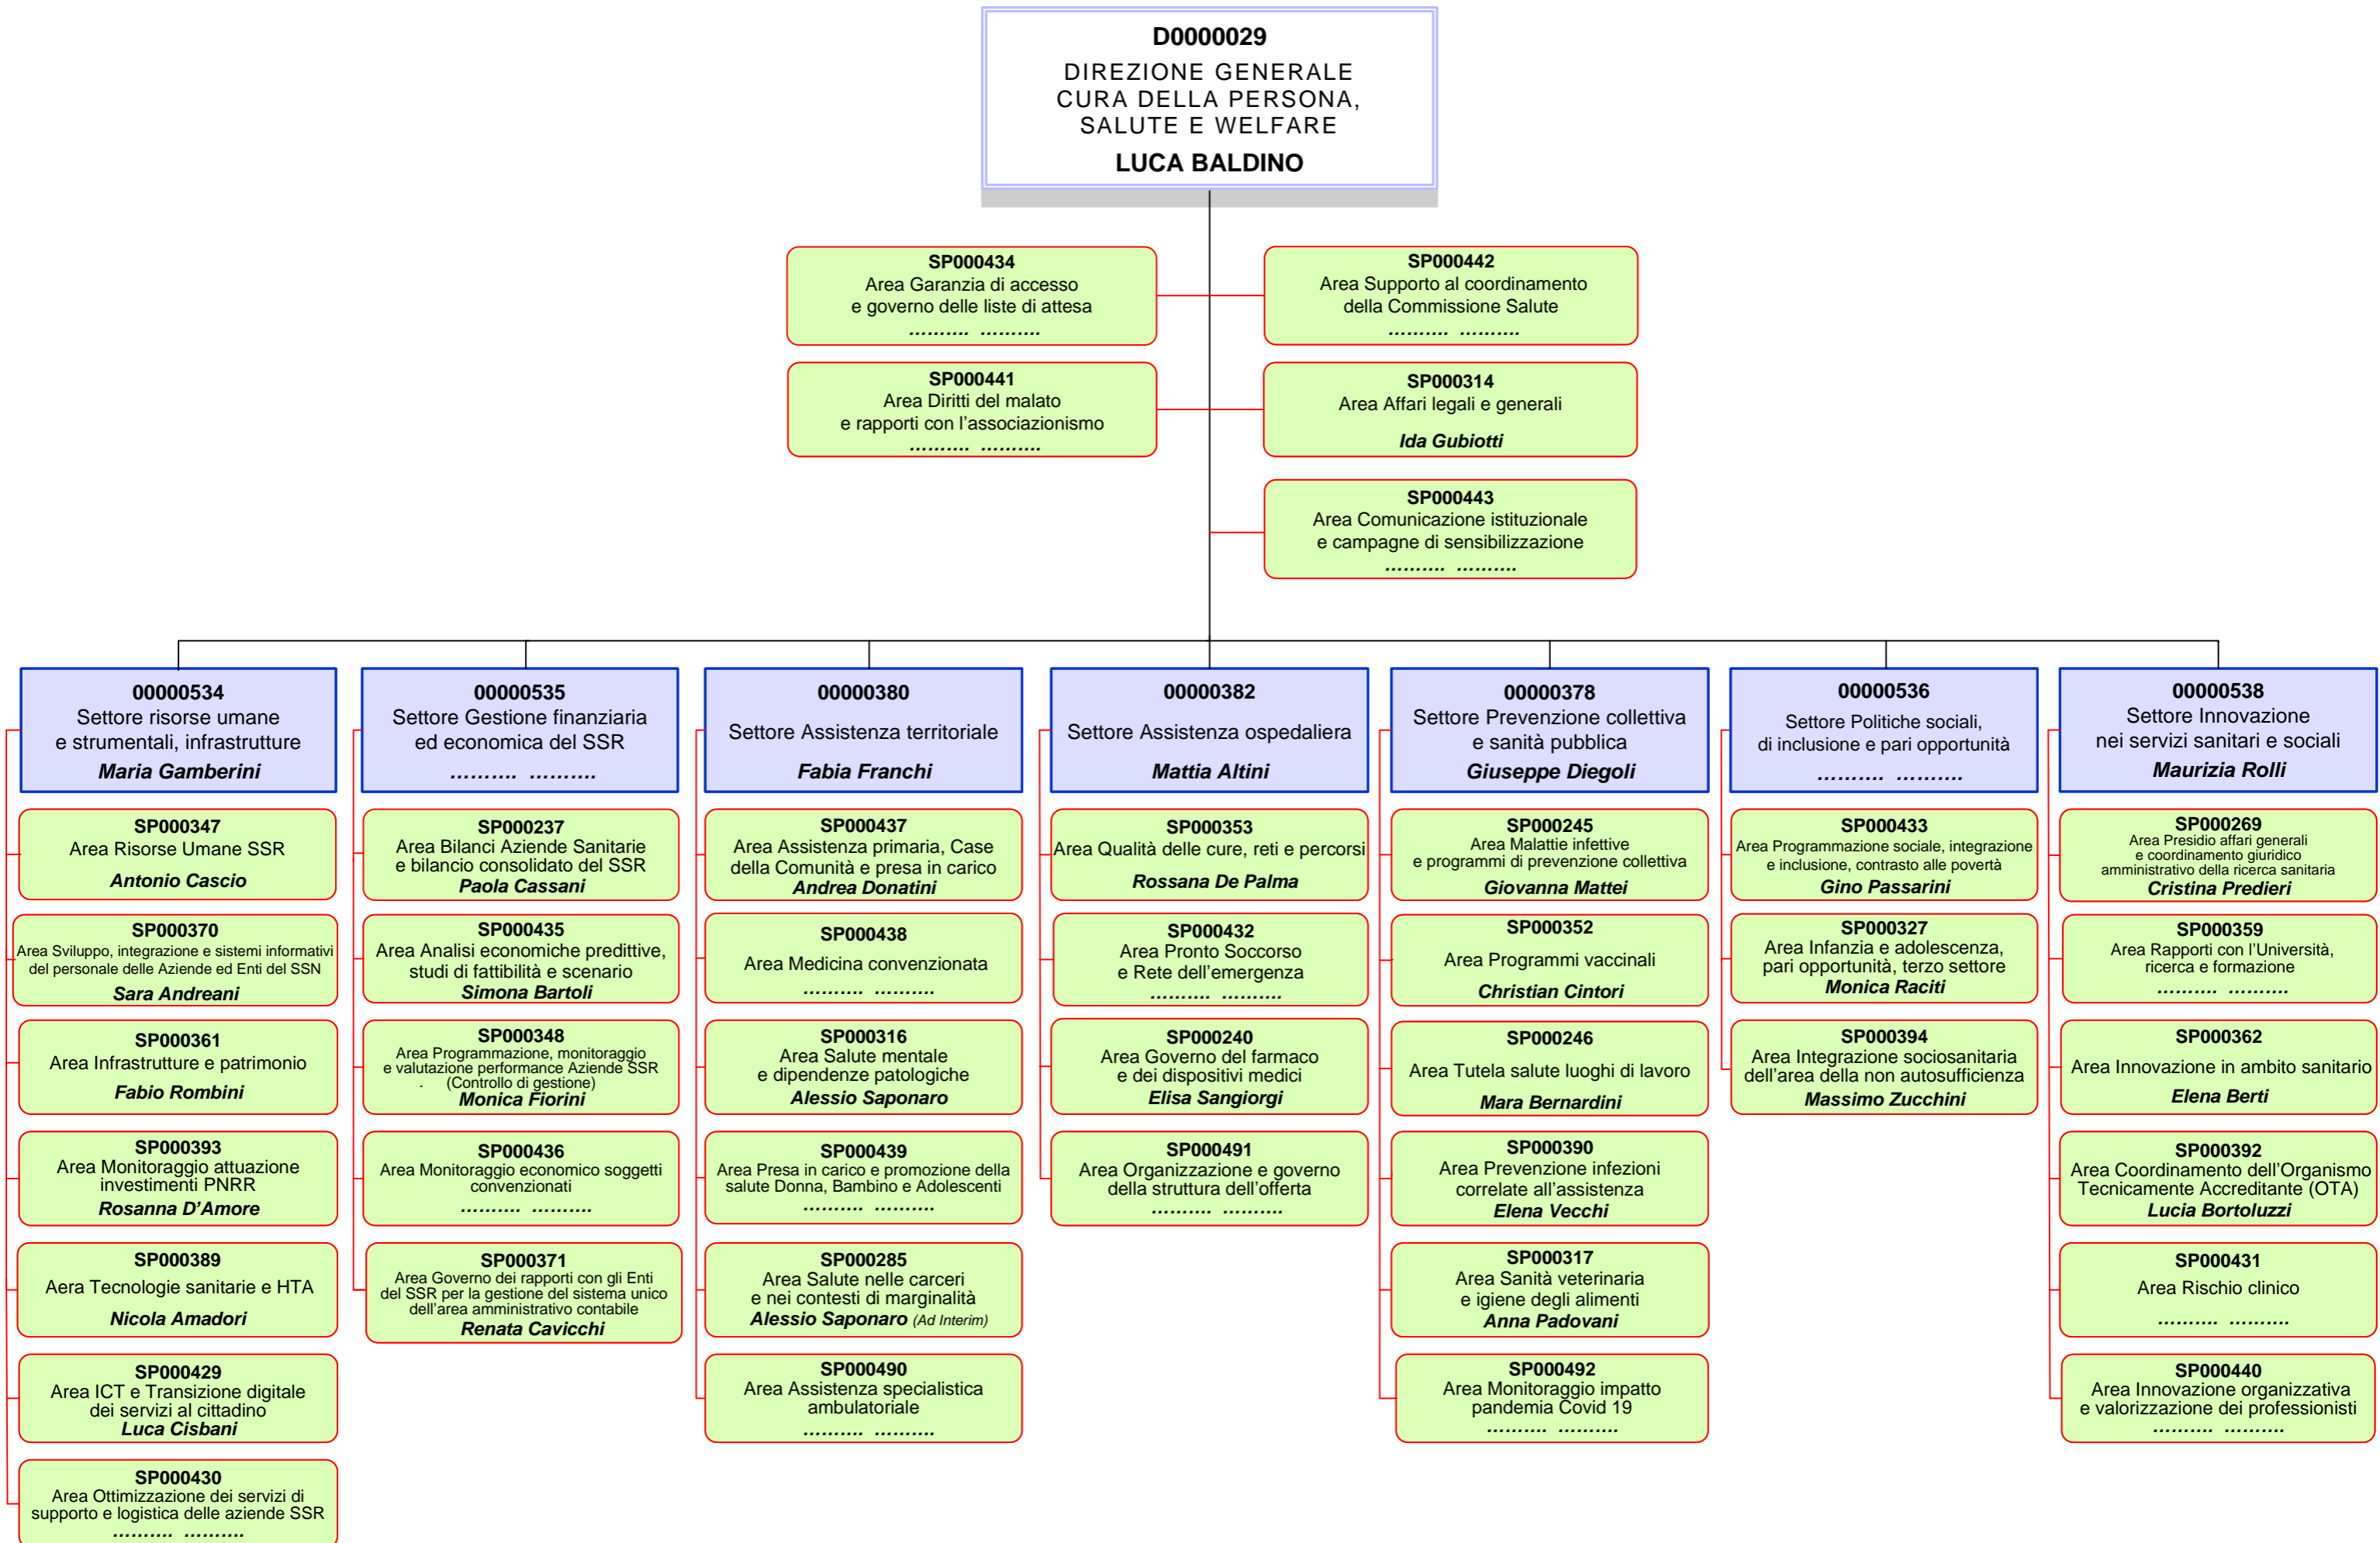 D0000029
DIREZIONE GENERALE
CURA DELLA PERSONA,
SALUTE E WELFARE
LUCA BALDINO
SP000434
Area Garanzia di accesso
e governo delle liste di attesa
………. ……….
SP000442
Area Supporto al coordinamento
della Commissione Salute
………. ……….
SP000441
Area Diritti del malato
e rapporti con l'associazionismo
………. ……….
SP000314
Area Affari legali e generali
Ida Gubiotti
SP000443
Area Comunicazione istituzionale
e campagne di sensibilizzazione
………. ……….
00000534
Settore risorse umane
e strumentali, infrastrutture
Maria Gamberini
SP000347
Area Risorse Umane SSR
Antonio Cascio
SP000370
Area Sviluppo, integrazione e sistemi informativi
del personale delle Aziende ed Enti del SSN
Sara Andreani
SP000361
Area Infrastrutture e patrimonio
Fabio Rombini
SP000393
Area Monitoraggio attuazione
investimenti PNRR
Rosanna D'Amore
SP000389
Aera Tecnologie sanitarie e HTA
Nicola Amadori
SP000429
Area ICT e Transizione digitale
dei servizi al cittadino
Luca Cisbani
SP000430
Area Ottimizzazione dei servizi di
supporto e logistica delle aziende SSR
………. ……….
00000535
Settore Gestione finanziaria
ed economica del SSR
………. ……….
SP000237
Area Bilanci Aziende Sanitarie
e bilancio consolidato del SSR
Paola Cassani
SP000435
Area Analisi economiche predittive,
studi di fattibilità e scenario
Simona Bartoli
SP000348
Area Programmazione, monitoraggio
e valutazione performance Aziende SSR
. (Controllo di gestione)
Monica Fiorini
SP000436
Area Monitoraggio economico soggetti
convenzionati
………. ……….
SP000371
Area Governo dei rapporti con gli Enti
del SSR per la gestione del sistema unico
dell'area amministrativo contabile
Renata Cavicchi
00000380
Settore Assistenza territoriale
Fabia Franchi
SP000437
Area Assistenza primaria, Case
della Comunità e presa in carico
Andrea Donatini
SP000438
Area Medicina convenzionata
………. ……….
SP000316
Area Salute mentale
e dipendenze patologiche
Alessio Saponaro
SP000439
Area Presa in carico e promozione della
salute Donna, Bambino e Adolescenti
………. ……….
SP000285
Area Salute nelle carceri
e nei contesti di marginalità
Alessio Saponaro (Ad Interim)
SP000490
Area Assistenza specialistica
ambulatoriale
………. ……….
00000382
Settore Assistenza ospedaliera
Mattia Altini
SP000353
Area Qualità delle cure, reti e percorsi
Rossana De Palma
SP000432
Area Pronto Soccorso
e Rete dell'emergenza
………. ……….
SP000240
Area Governo del farmaco
e dei dispositivi medici
Elisa Sangiorgi
SP000491
Area Organizzazione e governo
della struttura dell'offerta
………. ……….
00000378
Settore Prevenzione collettiva
e sanità pubblica
Giuseppe Diegoli
SP000245
Area Malattie infettive
e programmi di prevenzione collettiva
Giovanna Mattei
SP000352
Area Programmi vaccinali
Christian Cintori
SP000246
Area Tutela salute luoghi di lavoro
Mara Bernardini
SP000390
Area Prevenzione infezioni
correlate all'assistenza
Elena Vecchi
SP000317
Area Sanità veterinaria
e igiene degli alimenti
Anna Padovani
SP000492
Area Monitoraggio impatto
pandemia Covid 19
………. ……….
00000536
Settore Politiche sociali,
di inclusione e pari opportunità
………. ……….
SP000433
Area Programmazione sociale, integrazione
e inclusione, contrasto alle povertà
Gino Passarini
SP000327
Area Infanzia e adolescenza,
pari opportunità, terzo settore
Monica Raciti
SP000394
Area Integrazione sociosanitaria
dell'area della non autosufficienza
Massimo Zucchini
00000538
Settore Innovazione
nei servizi sanitari e sociali
Maurizia Rolli
SP000269
Area Presidio affari generali
e coordinamento giuridico
amministrativo della ricerca sanitaria
Cristina Predieri
SP000359
Area Rapporti con l'Università,
ricerca e formazione
………. ……….
SP000362
Area Innovazione in ambito sanitario
Elena Berti
SP000392
Area Coordinamento dell'Organismo
Tecnicamente Accreditante (OTA)
Lucia Bortoluzzi
SP000431
Area Rischio clinico
………. ……….
SP000440
Area Innovazione organizzativa
e valorizzazione dei professionisti
………. ……….